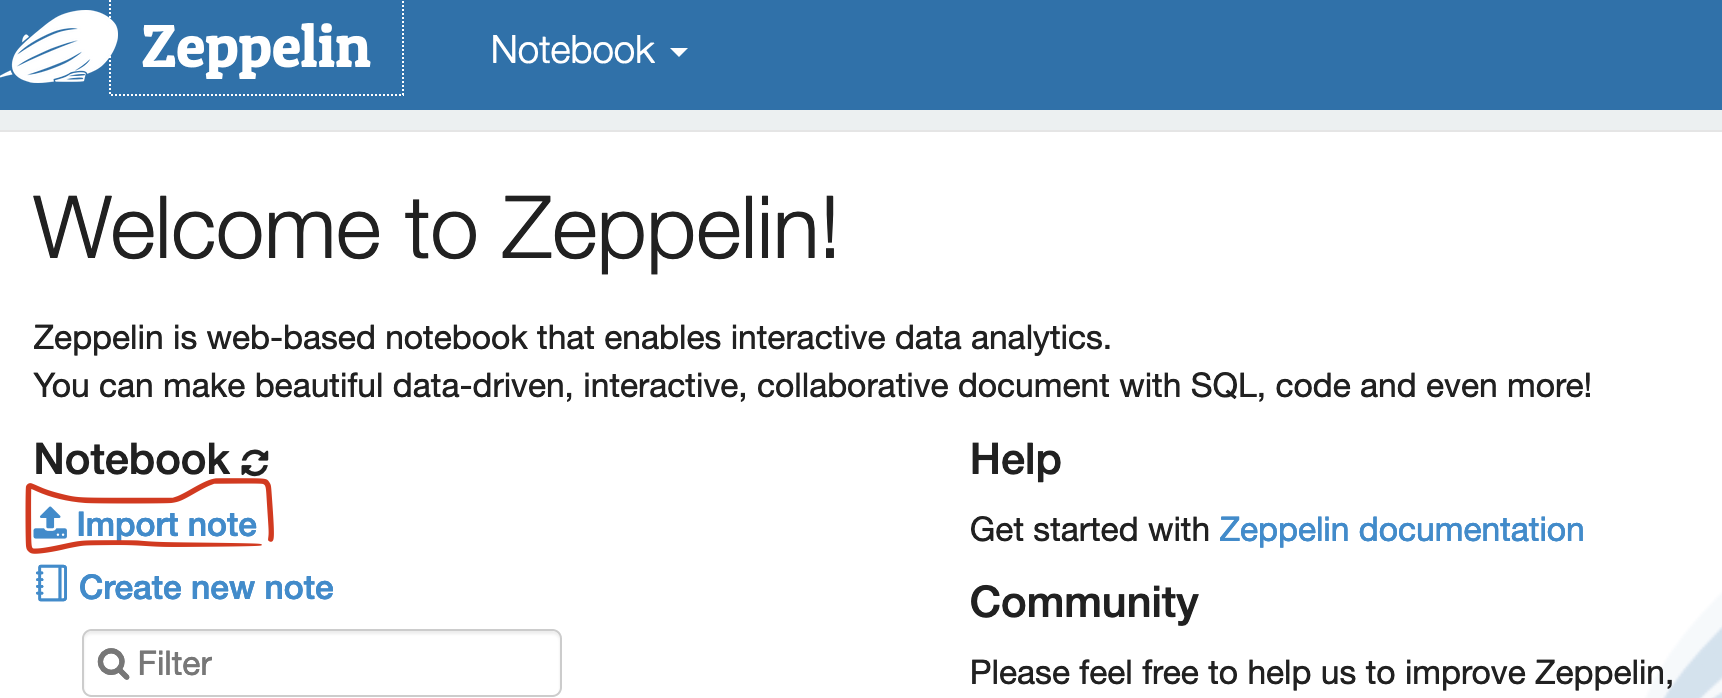 Zeppelin
Notebook
Welcome to Zeppelin!
Zeppelin is web-based notebook that enables interactive data analytics.
You can make beautiful data-driven, interactive, collaborative document with SQL, code and even more!
Notebook
Import note
Create new note
Filter
Help
Get started with Zeppelin documentation
Community
Please feel free to help us to improve Zeppelin,